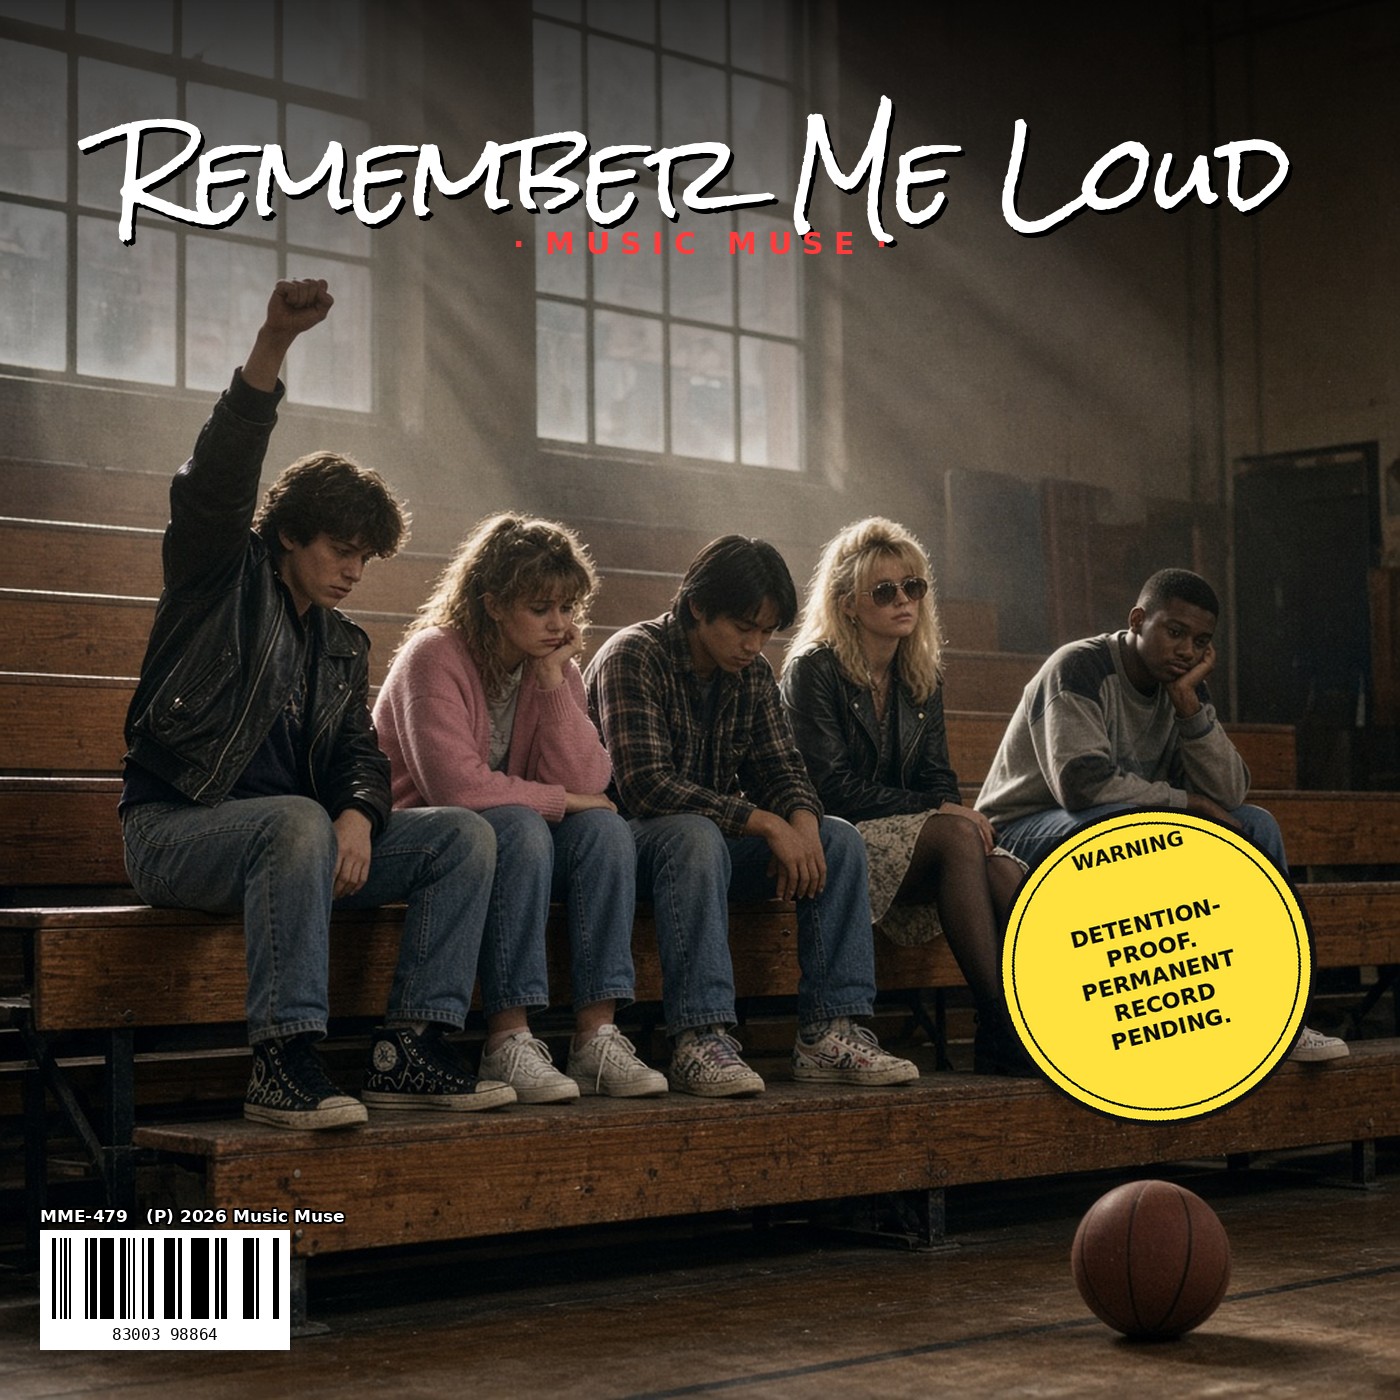 Remember Me Loud
· MUSIC MUSE ·
WARNING
DETENTION-
PROOF.
PERMANENT
RECORD
PENDING.
MME-479 (P) 2026 Music Muse
83003 98864